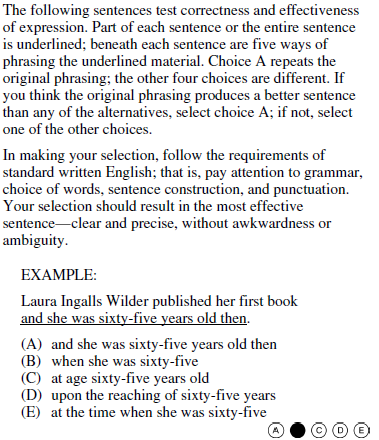 The following sentences test correctness and effectiveness
of expression. Part of each sentence or the entire sentence
is underlined; beneath each sentence are five ways of
phrasing the underlined material. Choice A repeats the
original phrasing; the other four choices are different. If
you think the original phrasing produces a better sentence
than any of the alternatives, select choice A; if not, select
one of the other choices.
In making your selection, follow the requirements of
standard written English; that is, pay attention to grammar,
choice of words, sentence construction, and punctuation.
Your selection should result in the most effective
sentence—clear and precise, without awkwardness or
ambiguity.
EXAMPLE:
Laura Ingalls Wilder published her first book
and she was sixty-five years old then.
(A) and she was sixty-five years old then
(B) when she was sixty-five
(C) at age sixty-five years old
(D) upon the reaching of sixty-five years
(E) at the time when she was sixty-five
A C D E